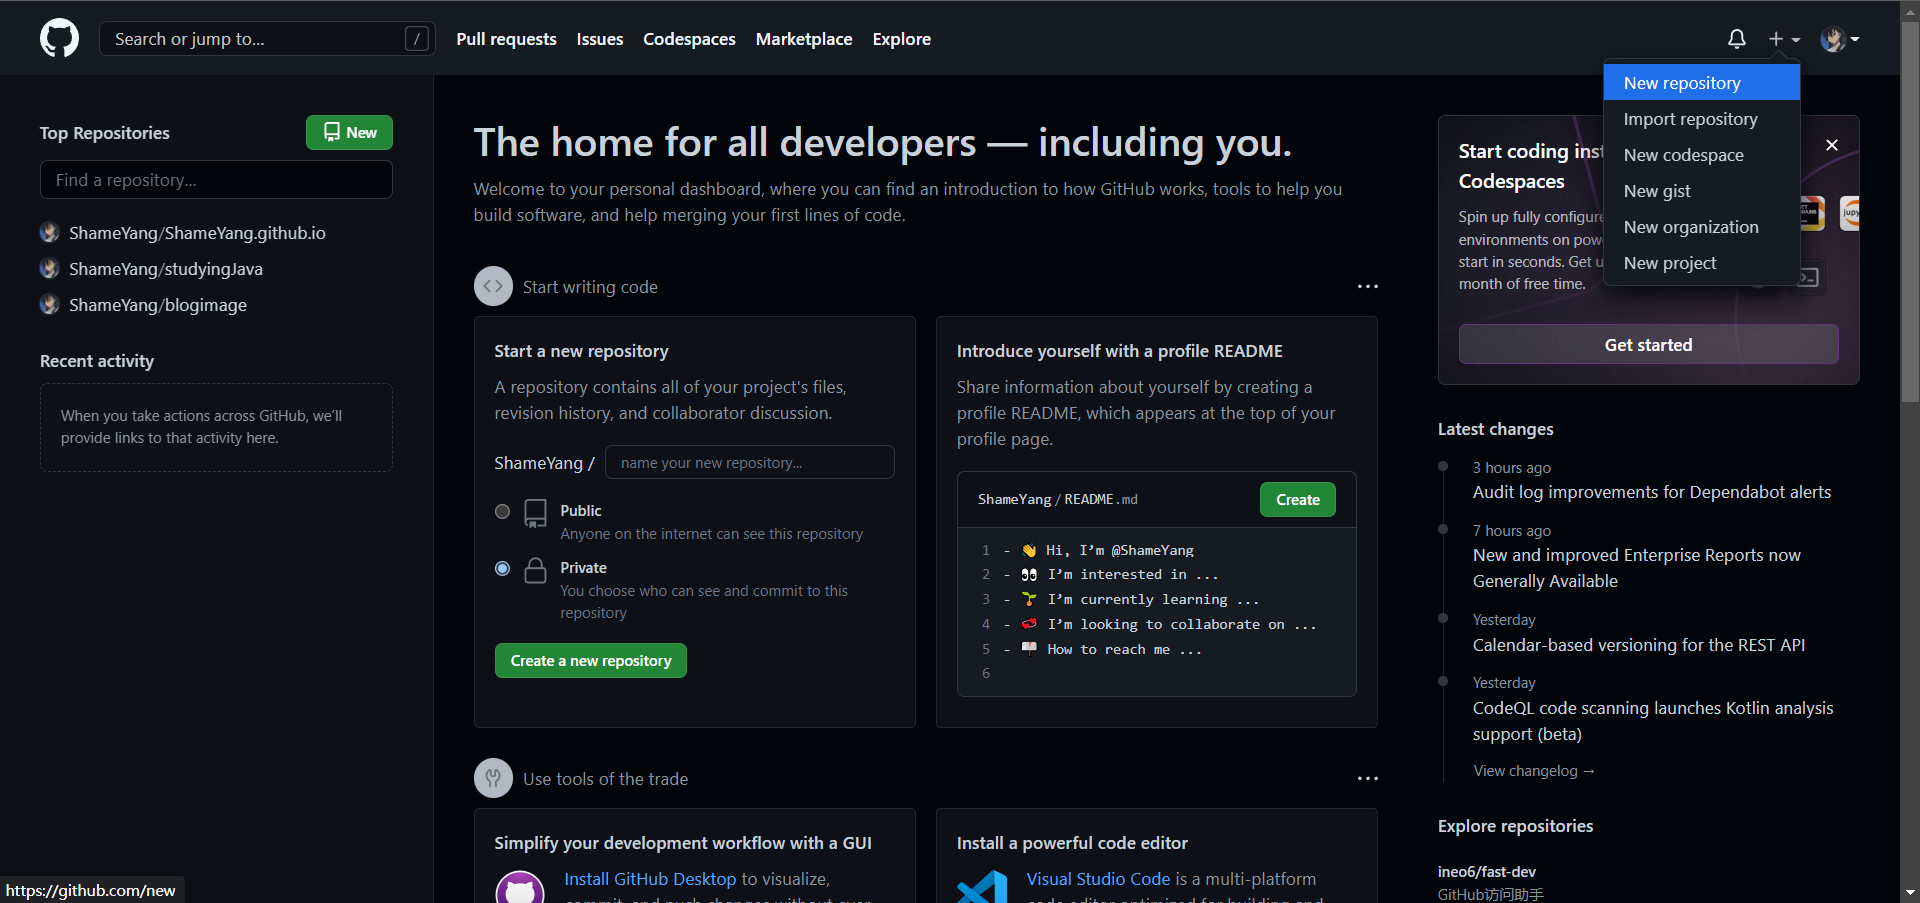 Search or jump to...
/
Pull requests
Issues
Codespaces
Marketplace
Explore
New repository
Import repository
New codespace
New gist
New organization
New project
Top Repositories
New
Find a repository...
ShameYang/ShameYang.github.io
ShameYang/studyingJava
ShameYang/blogimage
Recent activity
When you take actions across GitHub, we'll
provide links to that activity here.
The home for all developers — including you.
Welcome to your personal dashboard, where you can find an introduction to how GitHub works, tools to help you
build software, and help merging your first lines of code.
Start writing code
Start a new repository
A repository contains all of your project's files,
revision history, and collaborator discussion.
ShameYang /
name your new repository...
Public
Anyone on the internet can see this repository
Private
You choose who can see and commit to this
repository
Create a new repository
Introduce yourself with a profile README
Share information about yourself by creating a
profile README, which appears at the top of your
profile page.
ShameYang / README.md
Create
1 - 👋 Hi, I'm @ShameYang
2 - 👀 I'm interested in ...
3 - 🌱 I'm currently learning ...
4 - 💞️ I'm looking to collaborate on ...
5 - 📫 How to reach me ...
6
Use tools of the trade
Simplify your development workflow with a GUI
Install GitHub Desktop to visualize,
Install a powerful code editor
Visual Studio Code is a multi-platform
code editor optimized for building and
Start coding
Codespaces
Spin up fully
environments on
start in seconds. Get
month of free time.
Get started
Latest changes
3 hours ago
Audit log improvements for Dependabot alerts
7 hours ago
New and improved Enterprise Reports now
Generally Available
Yesterday
Calendar-based versioning for the REST API
Yesterday
CodeQL code scanning launches Kotlin analysis
support (beta)
View changelog →
Explore repositories
ineo6/fast-dev
GitHub访问助手
https://github.com/new